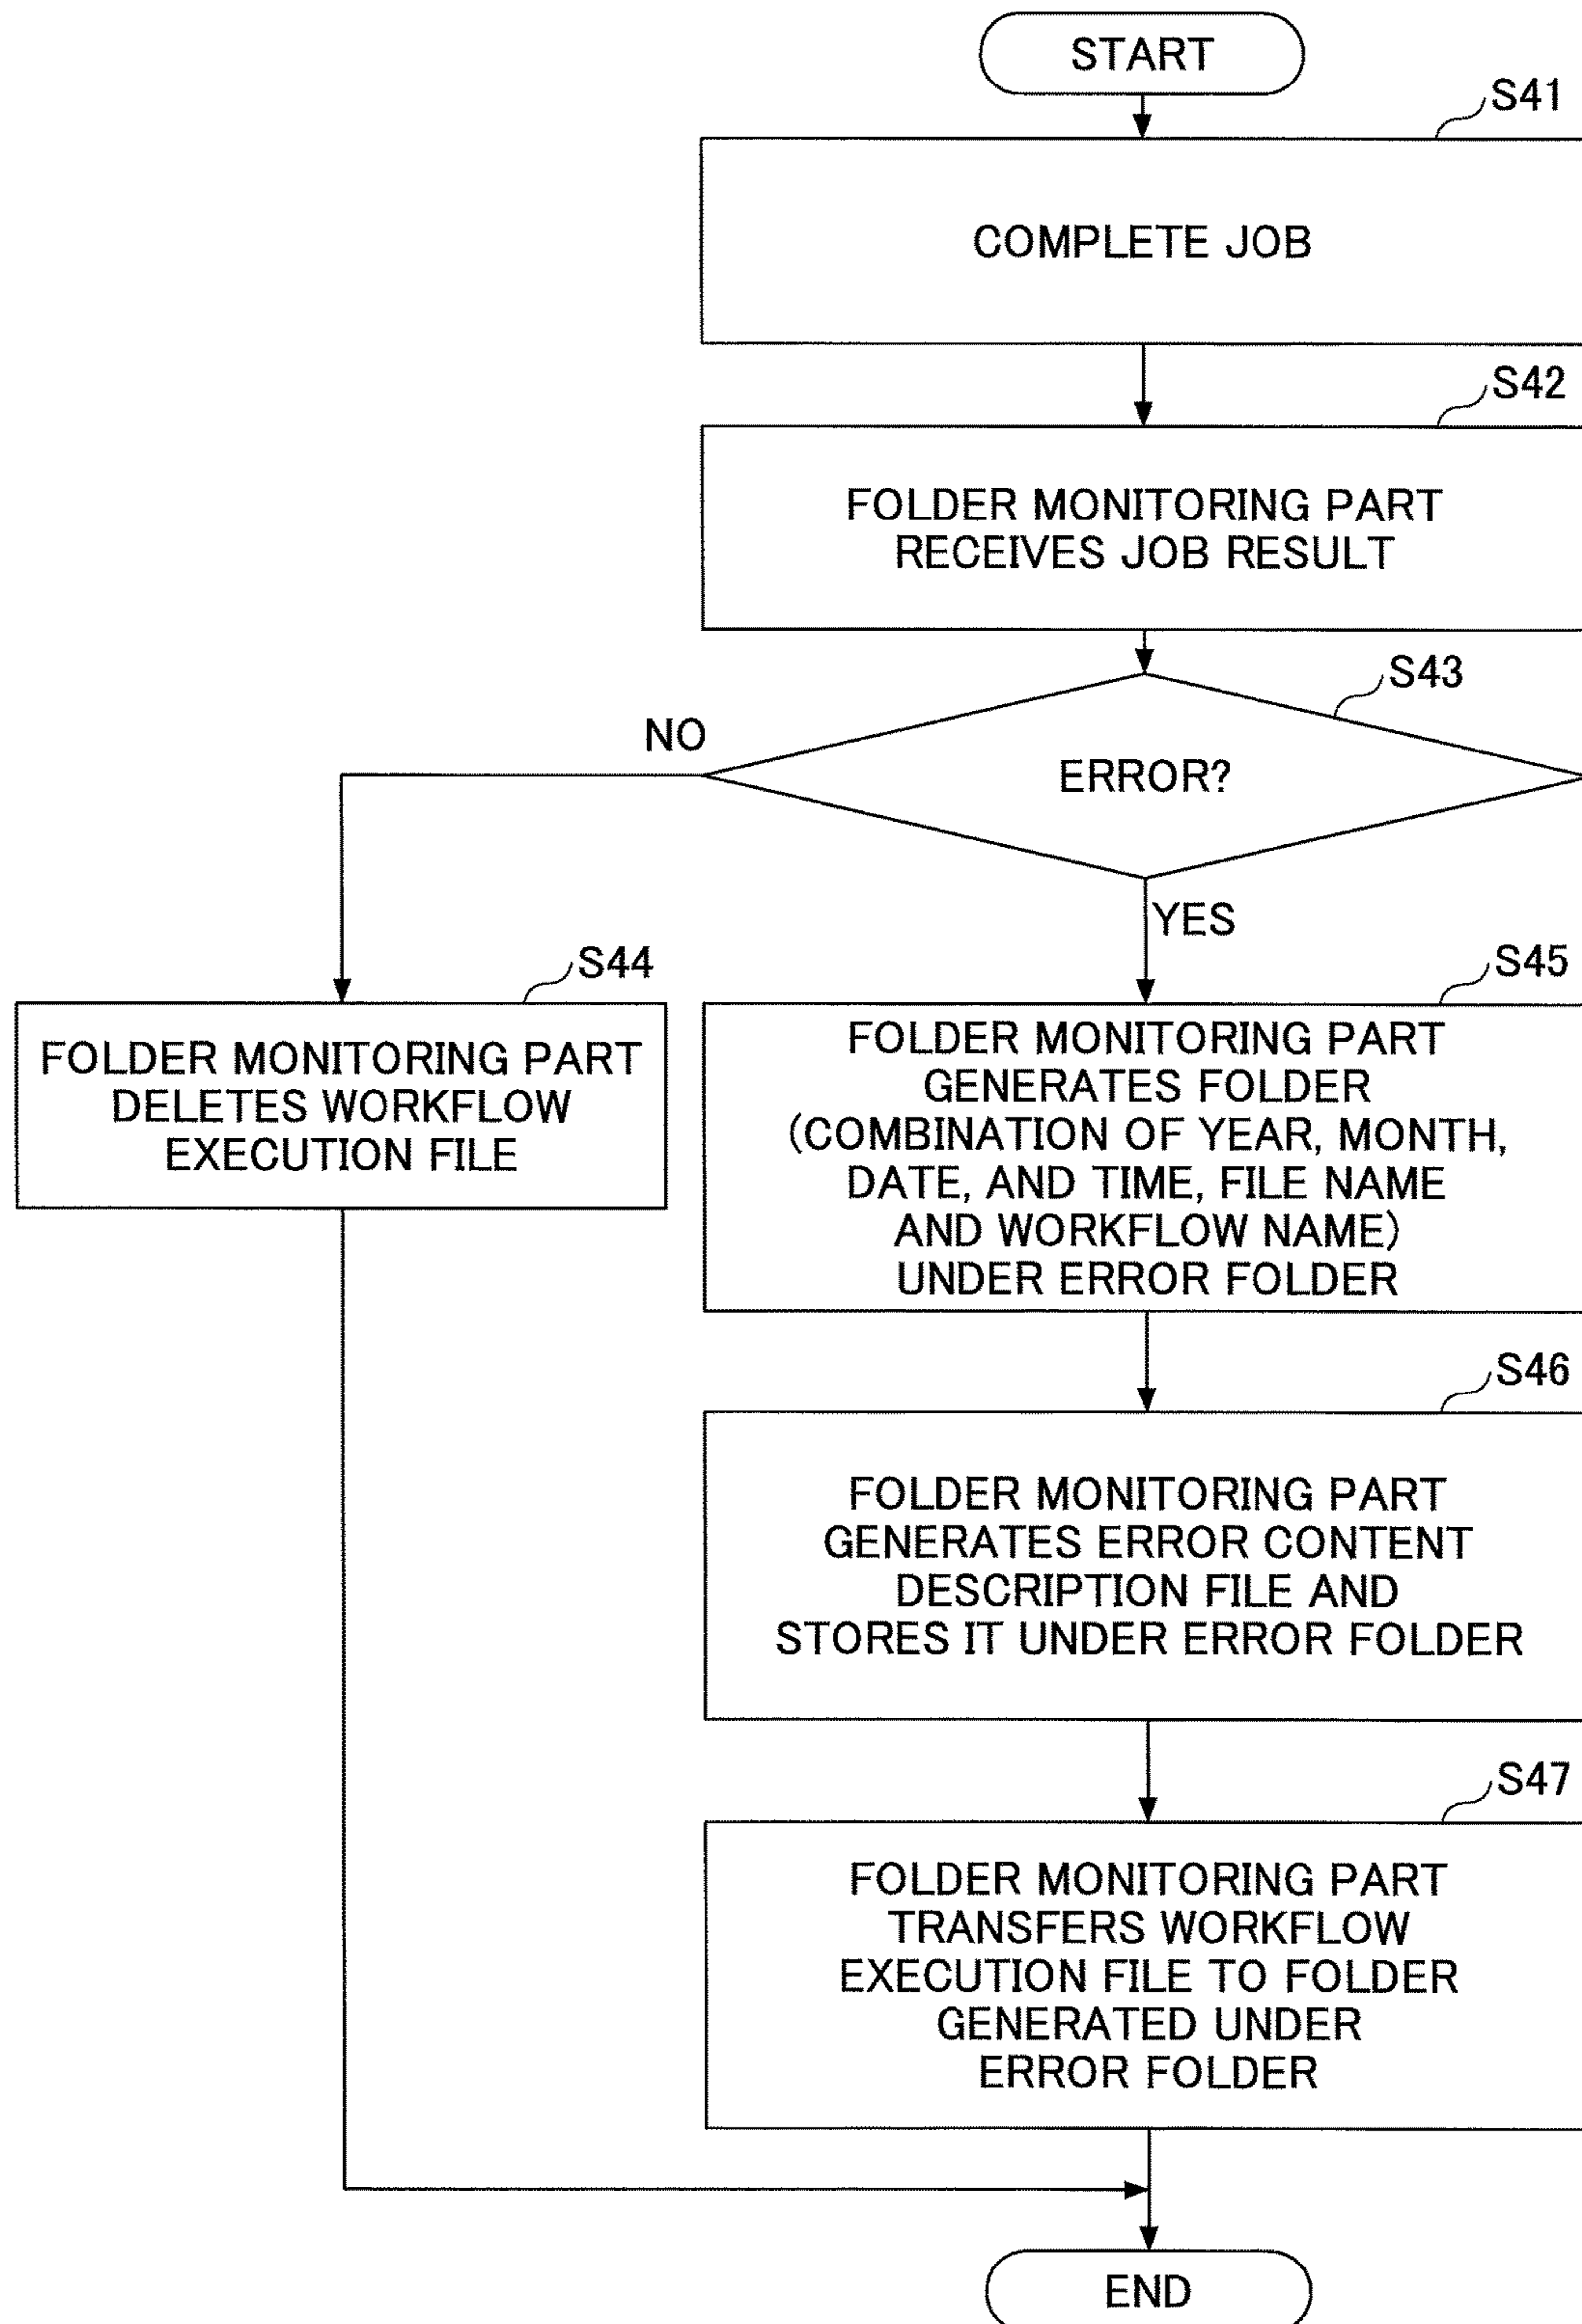 START
S41
COMPLETE JOB
S42
FOLDER MONITORING PART
RECEIVES JOB RESULT
S43
ERROR?
NO
YES
S44
FOLDER MONITORING PART
DELETES WORKFLOW
EXECUTION FILE
S45
FOLDER MONITORING PART
GENERATES FOLDER
(COMBINATION OF YEAR, MONTH,
DATE, AND TIME, FILE NAME
AND WORKFLOW NAME)
UNDER ERROR FOLDER
S46
FOLDER MONITORING PART
GENERATES ERROR CONTENT
DESCRIPTION FILE AND
STORES IT UNDER ERROR FOLDER
S47
FOLDER MONITORING PART
TRANSFERS WORKFLOW
EXECUTION FILE TO FOLDER
GENERATED UNDER
ERROR FOLDER
END